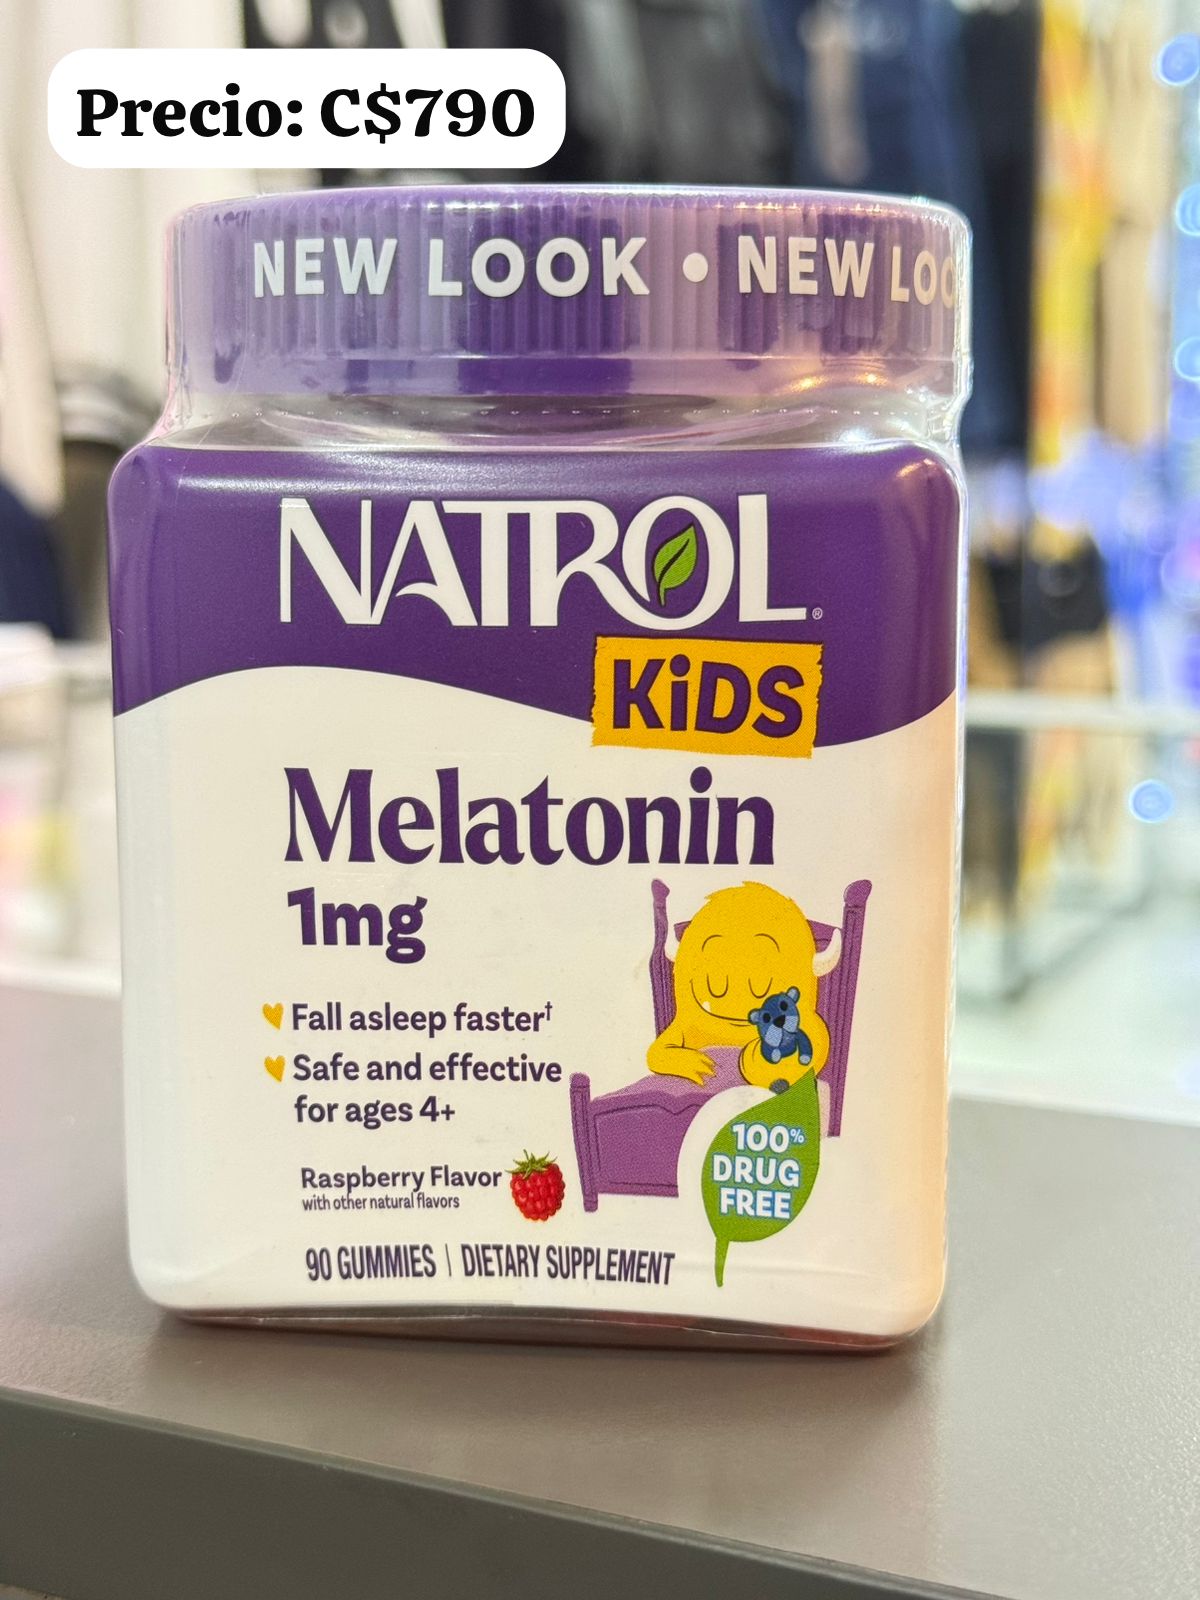 Precio: C$790
NEW LOOK • NEW LOO
NATROL®
KiDS
Melatonin
1mg
Fall asleep faster†
Safe and effective
for ages 4+
Raspberry Flavor
with other natural flavors
100%
DRUG
FREE
90 GUMMIES | DIETARY SUPPLEMENT